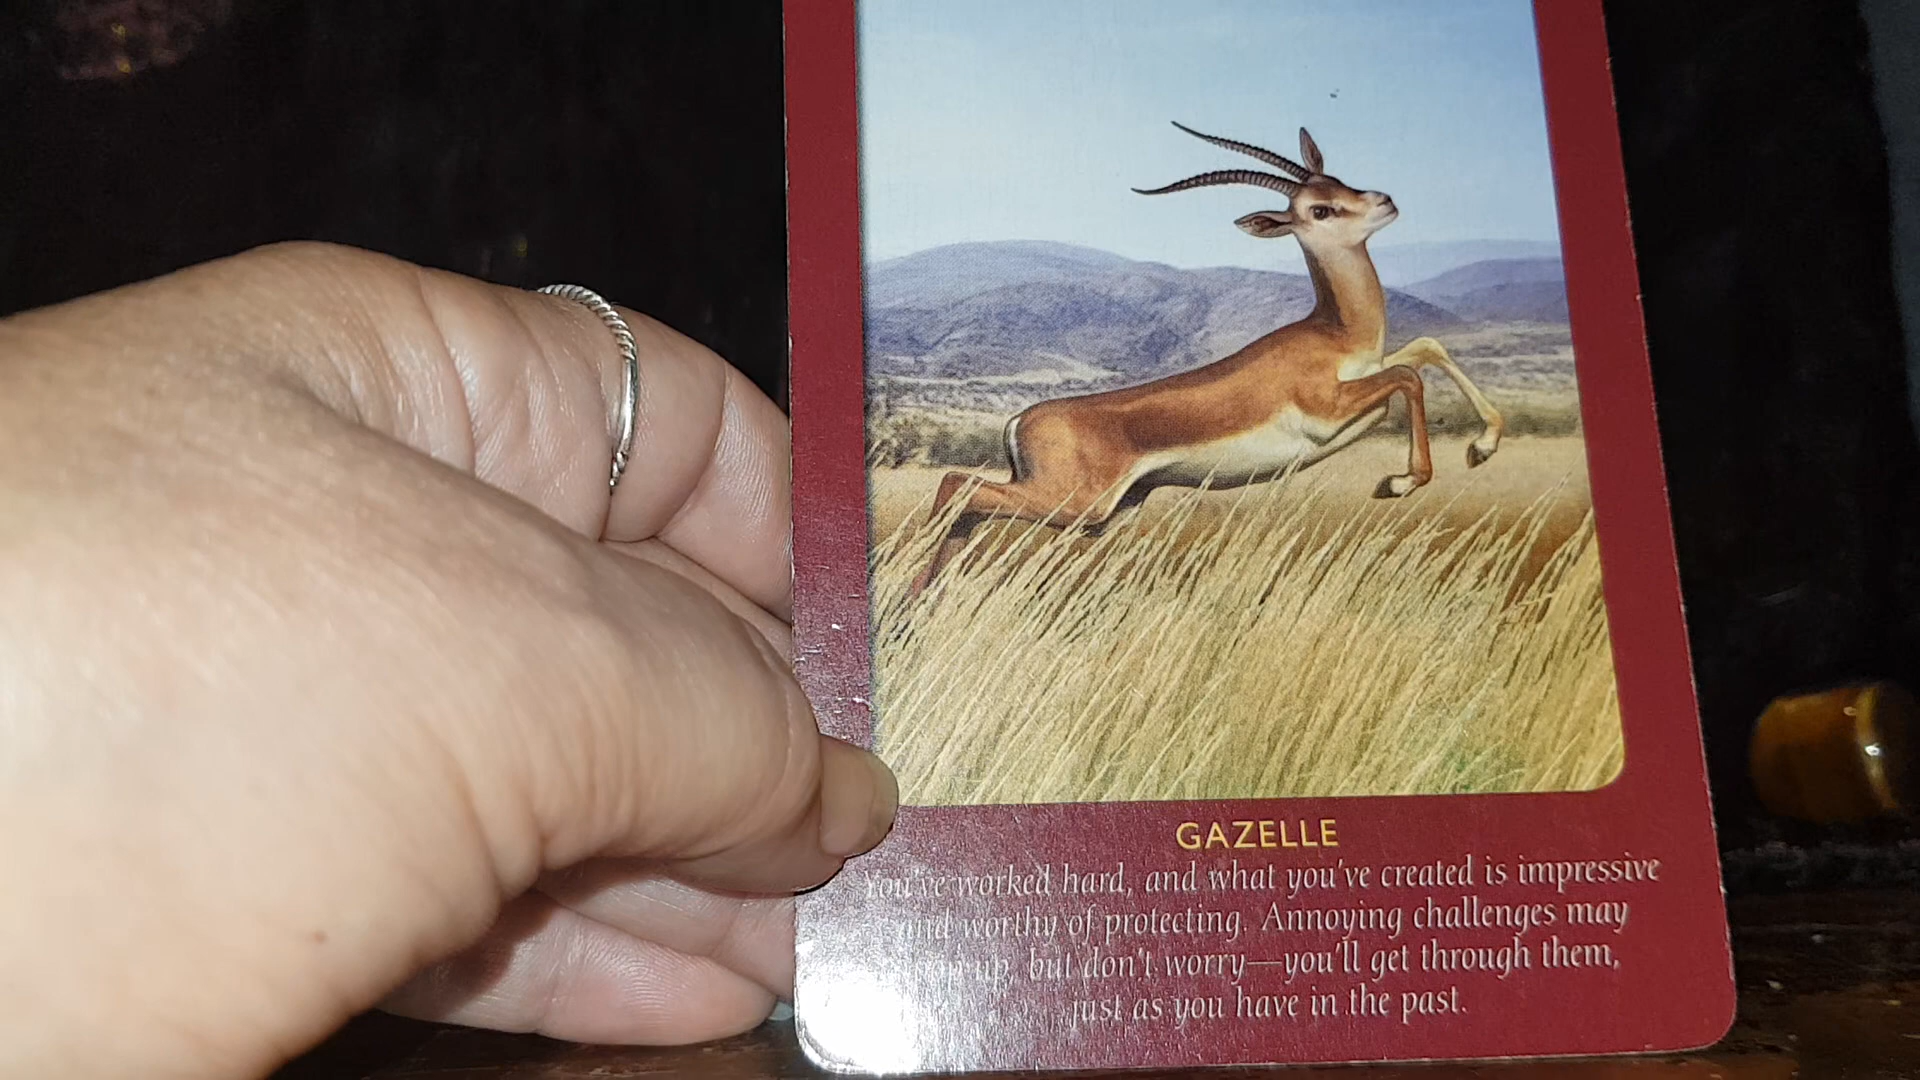 GAZELLE
You've worked hard, and what you've created is impressive
and worthy of protecting. Annoying challenges may
up, but don't worry—you'll get through them,
just as you have in the past.